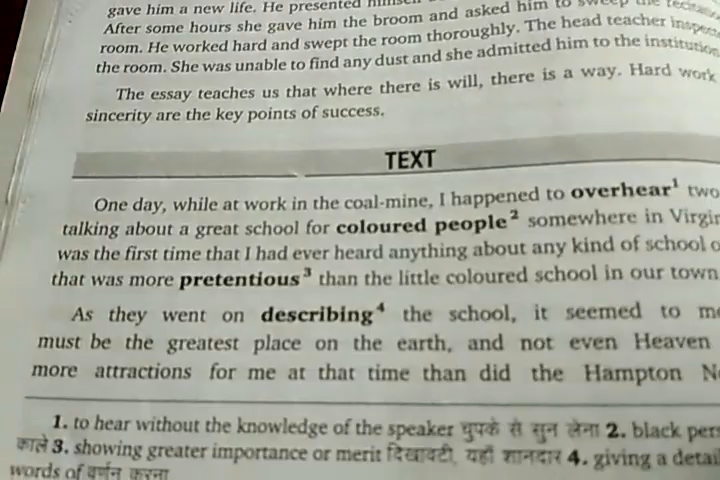 gave him a new life. He presented himself
After some hours she gave him the broom and asked him to sweep the
room. He worked hard and swept the room thoroughly. The head teacher
the room. She was unable to find any dust and she admitted him to the institution
The essay teaches us that where there is will, there is a way. Hard work
sincerity are the key points of success.
TEXT
One day, while at work in the coal-mine, I happened to overhear¹ two
talking about a great school for coloured people² somewhere in
was the first time that I had ever heard anything about any kind of school
that was more pretentious³ than the little coloured school in our town
As they went on describing⁴ the school, it seemed to
must be the greatest place on the earth, and not even Heaven
more attractions for me at that time than did the Hampton
1. to hear without the knowledge of the speaker चुपके से सुन लेना 2. black
काले 3. showing greater importance or merit दिखावटी, यहाँ शानदार 4. giving a
words of वर्णन करना